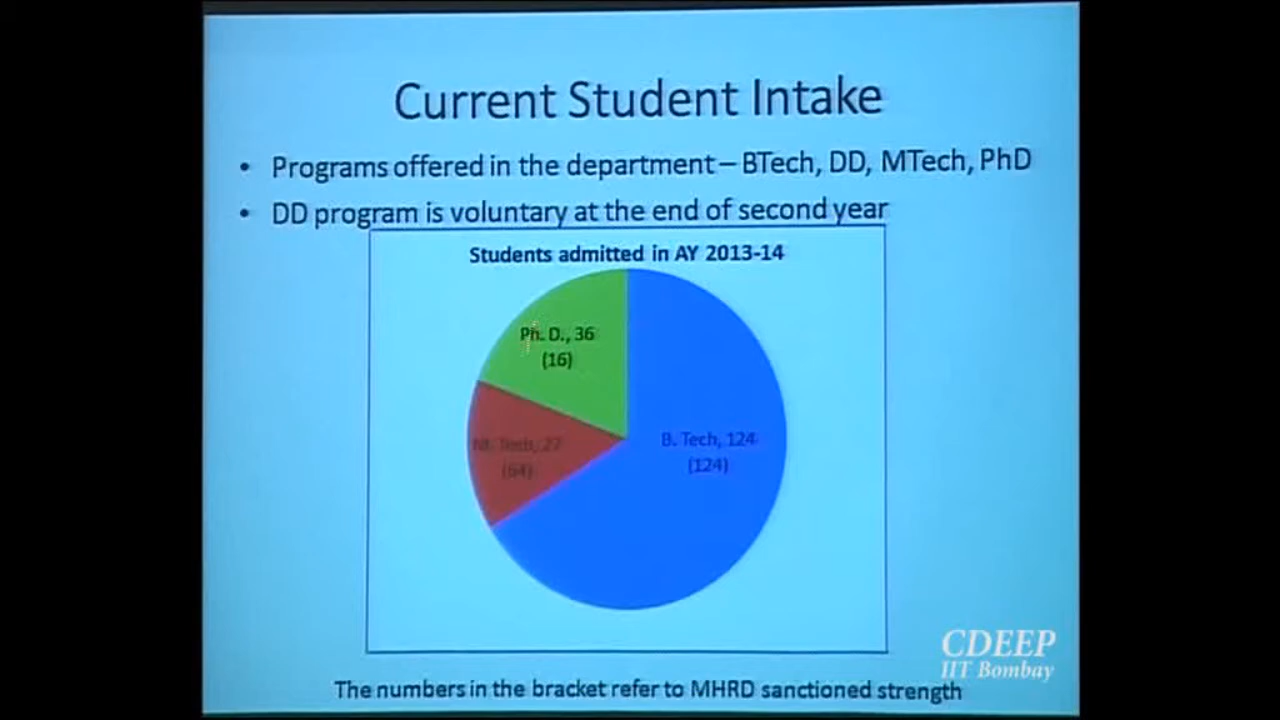 Current Student Intake
• Programs offered in the department – BTech, DD, MTech, PhD
• DD program is voluntary at the end of second year
Students admitted in AY 2013-14
Ph. D., 36
(16)
M. Tech, 27
(64)
B. Tech, 124
(124)
CDEEP
IIT Bombay
The numbers in the bracket refer to MHRD sanctioned strength